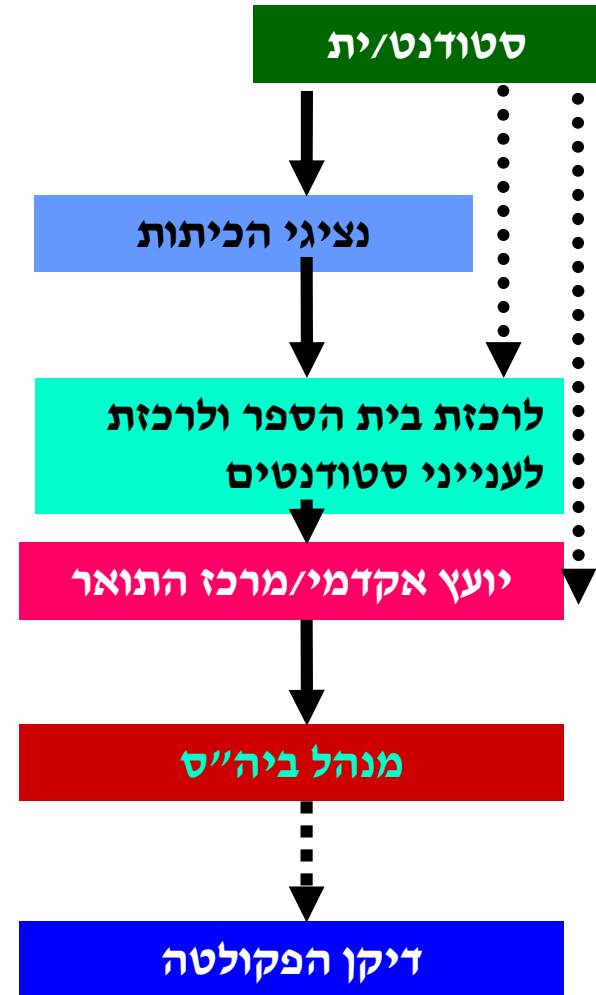 סטודנט/ית
נציגי הכיתות
לרכזת בית הספר ולרכזת
לענייני סטודנטים
יועץ אקדמי/מרכז התואר
מנהל ביה״ס
דיקן הפקולטה